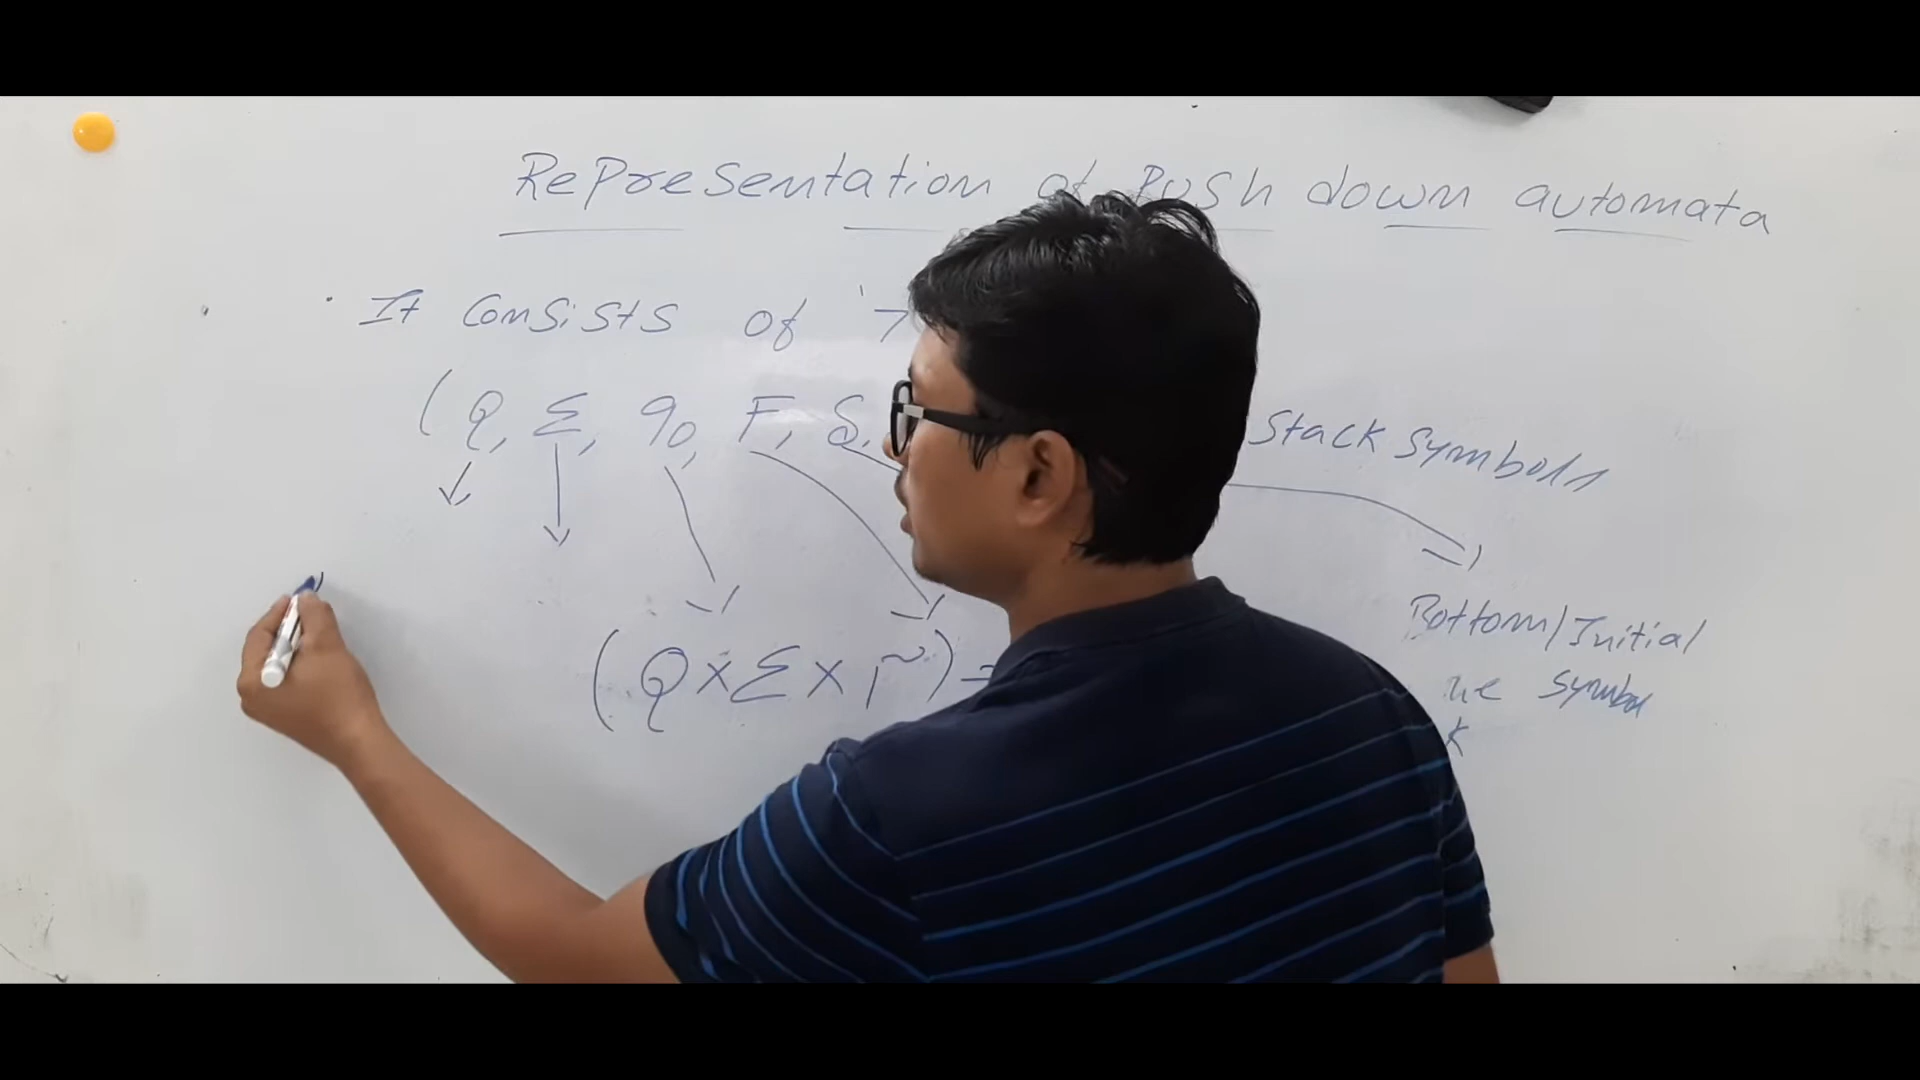 Representation of Push down automata
It consists of 7
(Q, Σ, q0, F, δ,
Stack symbols
Bottom/Initial
symbol
(Q×Σ×Γ) =